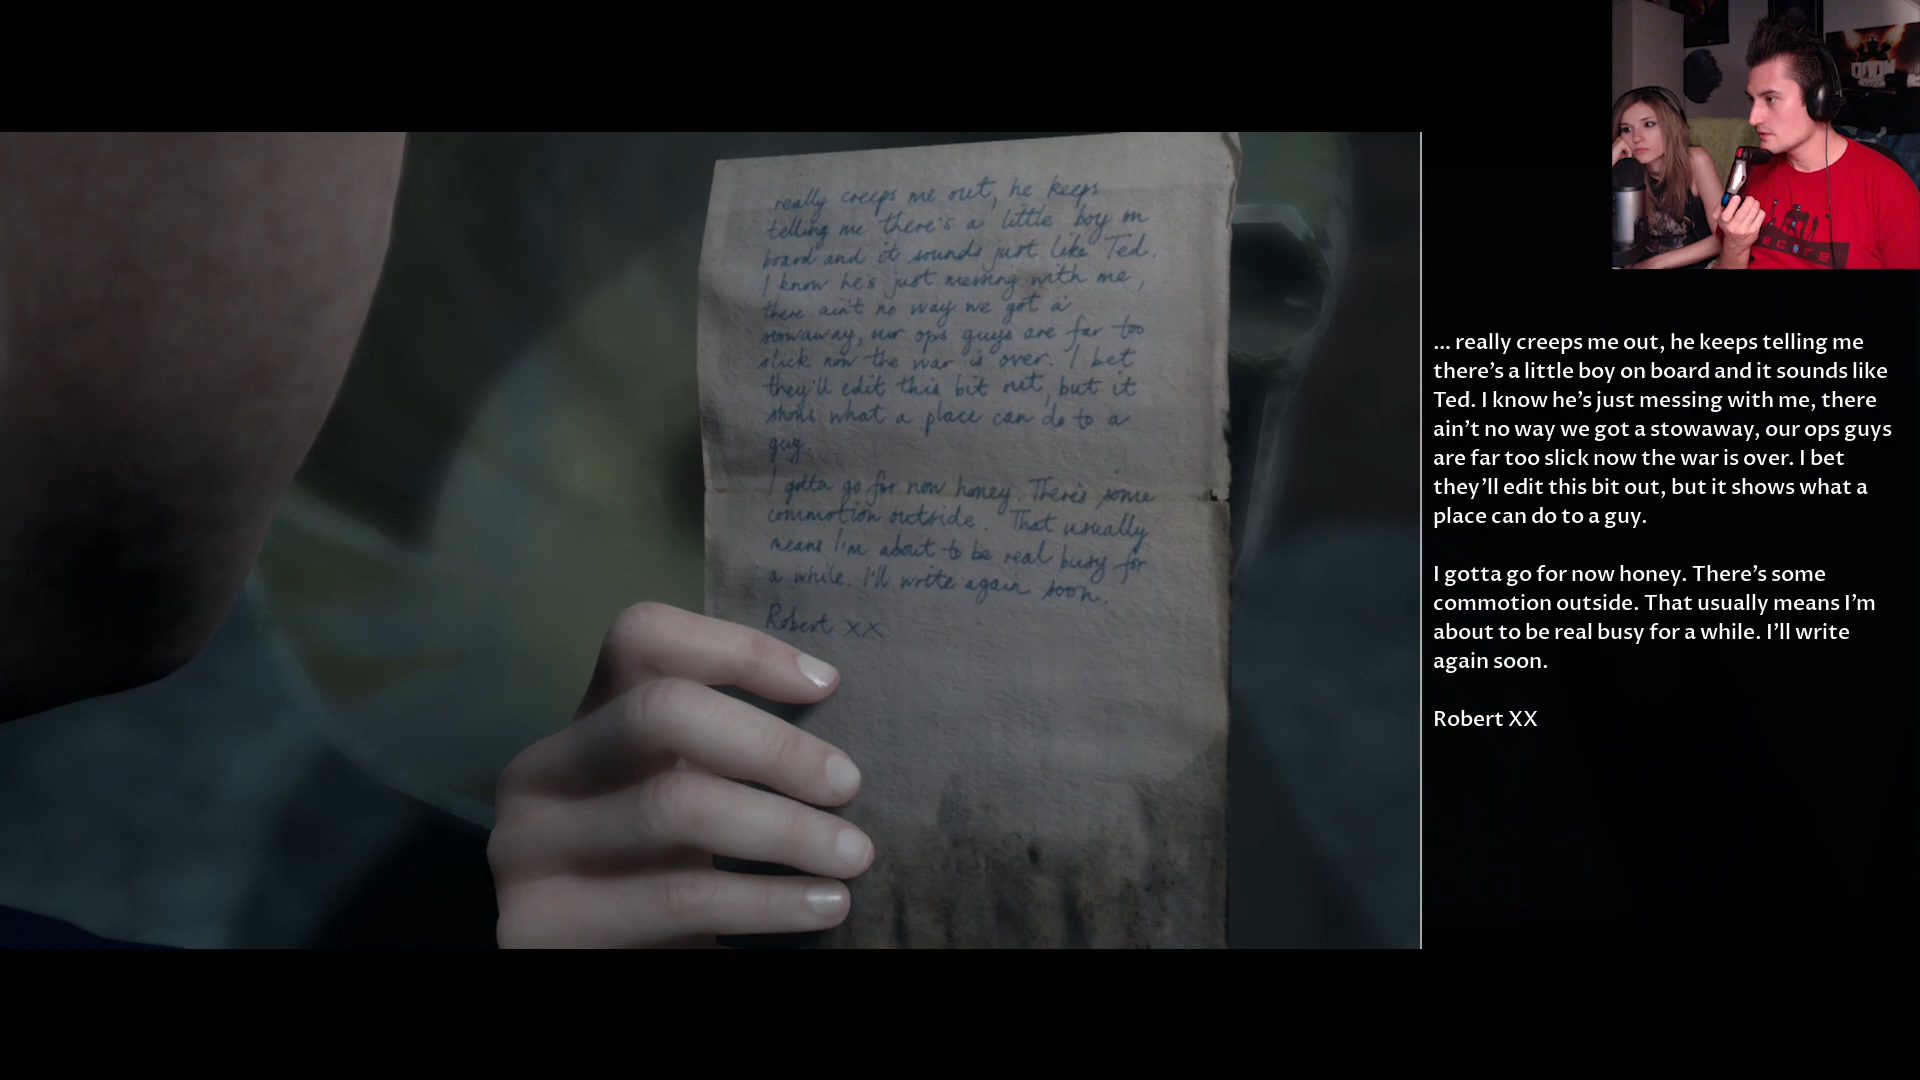 really creeps me out, he keeps
telling me there's a little boy on
board and it sounds just like Ted.
I know he's just messing with me,
there ain't no way we got a
stowaway, our ops guys are far too
slick now the war is over. I bet
they'll edit this bit out, but it
shows what a place can do to a
guy.
I gotta go for now honey. There's some
commotion outside. That usually
means I'm about to be real busy for
a while. I'll write again soon.
Robert xx
... really creeps me out, he keeps telling me
there’s a little boy on board and it sounds like
Ted. I know he’s just messing with me, there
ain’t no way we got a stowaway, our ops guys
are far too slick now the war is over. I bet
they’ll edit this bit out, but it shows what a
place can do to a guy.
I gotta go for now honey. There’s some
commotion outside. That usually means I’m
about to be real busy for a while. I’ll write
again soon.
Robert XX